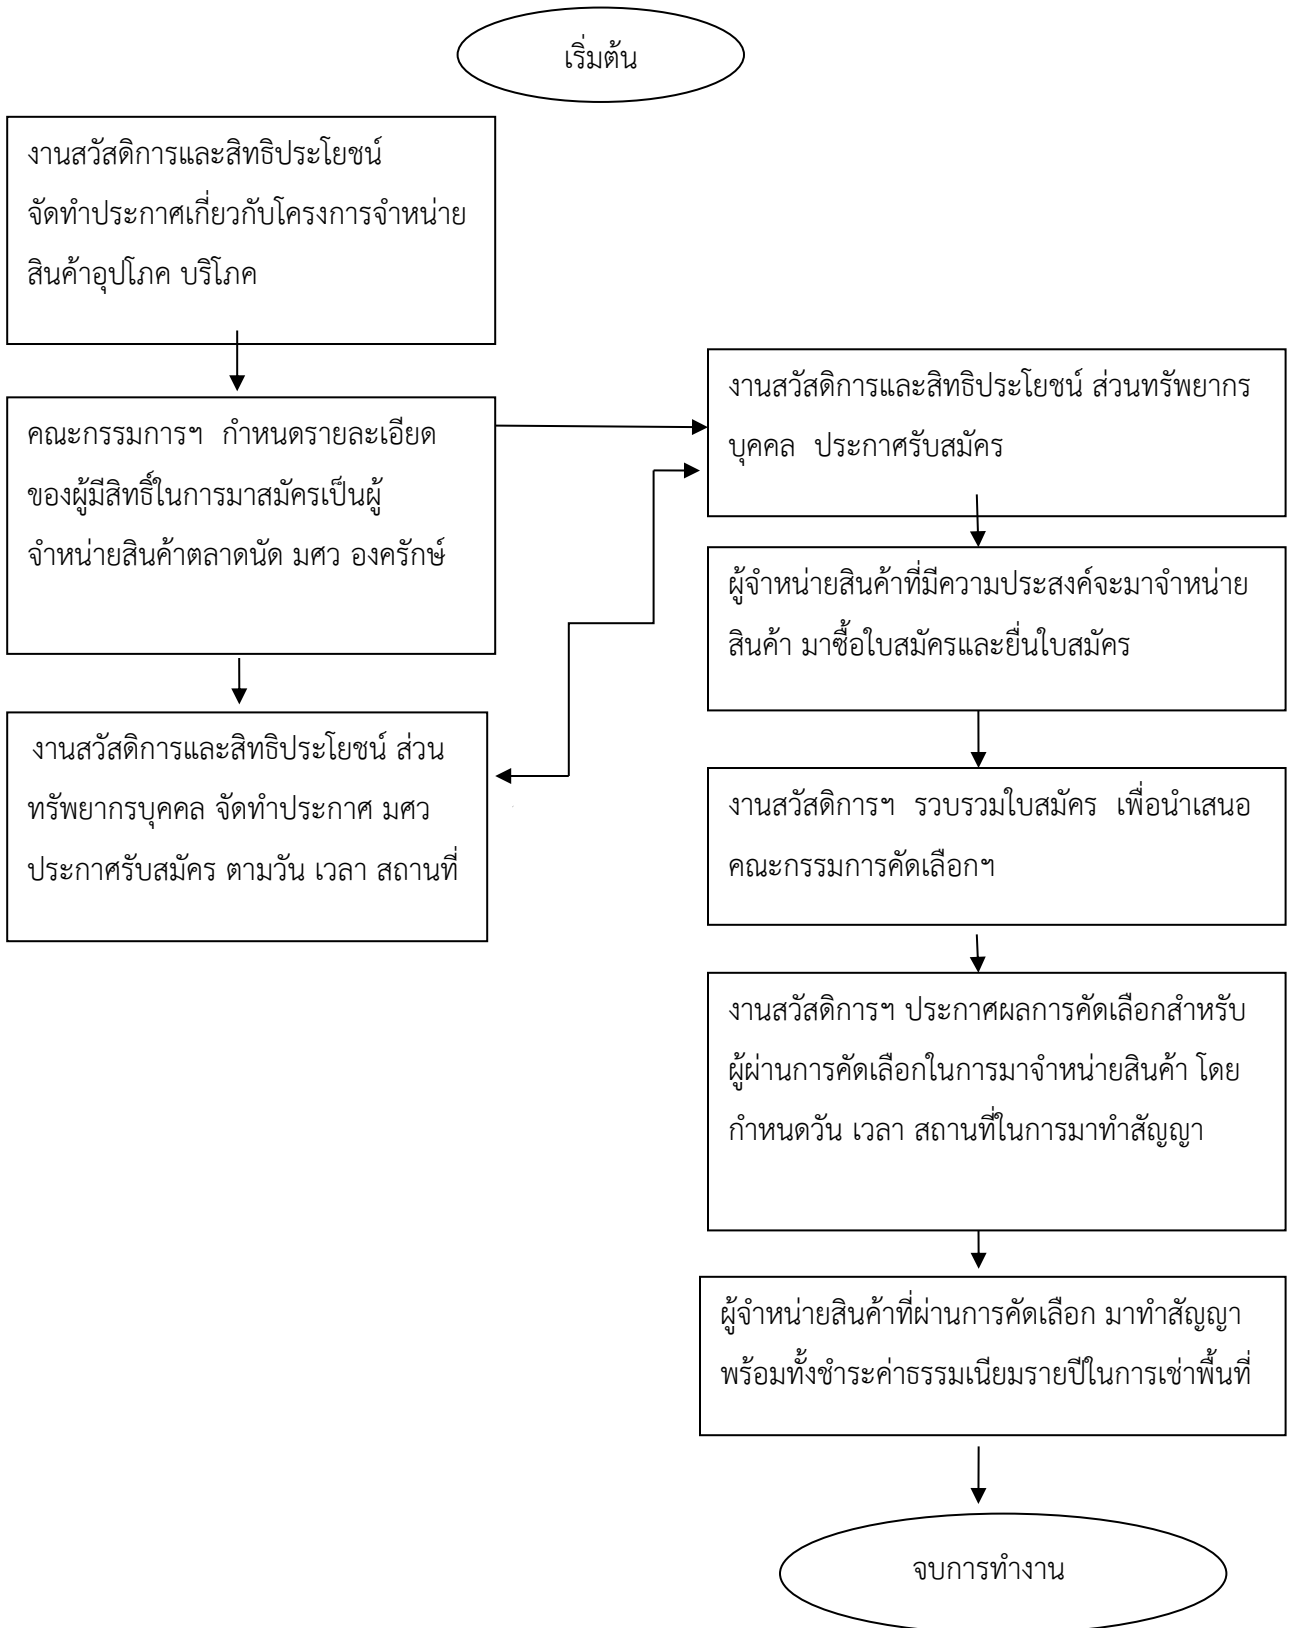 เริ่มต้น
งานสวัสดิการและสิทธิประโยชน์
จัดทำประกาศเกี่ยวกับโครงการจำหน่าย
สินค้าอุปโภค บริโภค
คณะกรรมการฯ กำหนดรายละเอียด
ของผู้มีสิทธิ์ในการมาสมัครเป็นผู้
จำหน่ายสินค้าตลาดนัด มศว องครักษ์
งานสวัสดิการและสิทธิประโยชน์ ส่วน
ทรัพยากรบุคคล จัดทำประกาศ มศว
ประกาศรับสมัคร ตามวัน เวลา สถานที่
งานสวัสดิการและสิทธิประโยชน์ ส่วนทรัพยากร
บุคคล ประกาศรับสมัคร
ผู้จำหน่ายสินค้าที่มีความประสงค์จะมาจำหน่าย
สินค้า มาซื้อใบสมัครและยื่นใบสมัคร
งานสวัสดิการฯ รวบรวมใบสมัคร เพื่อนำเสนอ
คณะกรรมการคัดเลือกฯ
งานสวัสดิการฯ ประกาศผลการคัดเลือกสำหรับ
ผู้ผ่านการคัดเลือกในการมาจำหน่ายสินค้า โดย
กำหนดวัน เวลา สถานที่ในการมาทำสัญญา
ผู้จำหน่ายสินค้าที่ผ่านการคัดเลือก มาทำสัญญา
พร้อมทั้งชำระค่าธรรมเนียมรายปีในการเช่าพื้นที่
จบการทำงาน